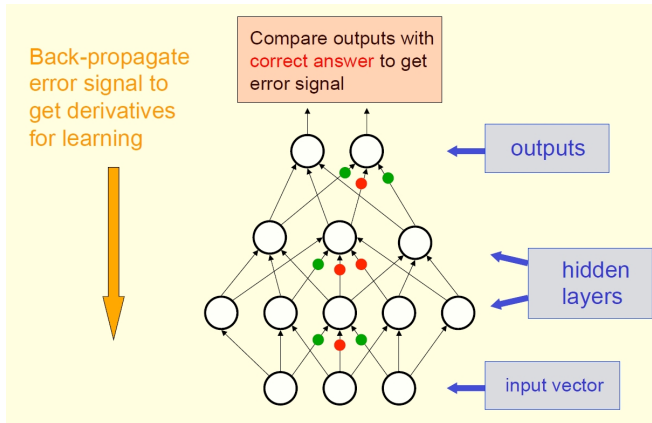 Back-propagate
error signal to
get derivatives
for learning
Compare outputs with
correct answer to get
error signal
outputs
hidden
layers
input vector